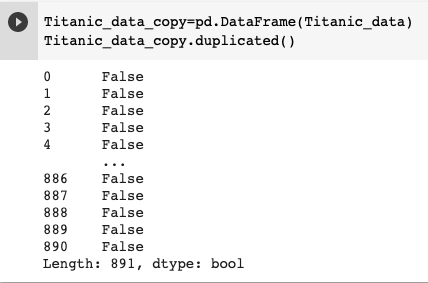 Titanic_data_copy=pd.DataFrame(Titanic_data)
Titanic_data_copy.duplicated()
0 False
1 False
2 False
3 False
4 False
...
886 False
887 False
888 False
889 False
890 False
Length: 891, dtype: bool